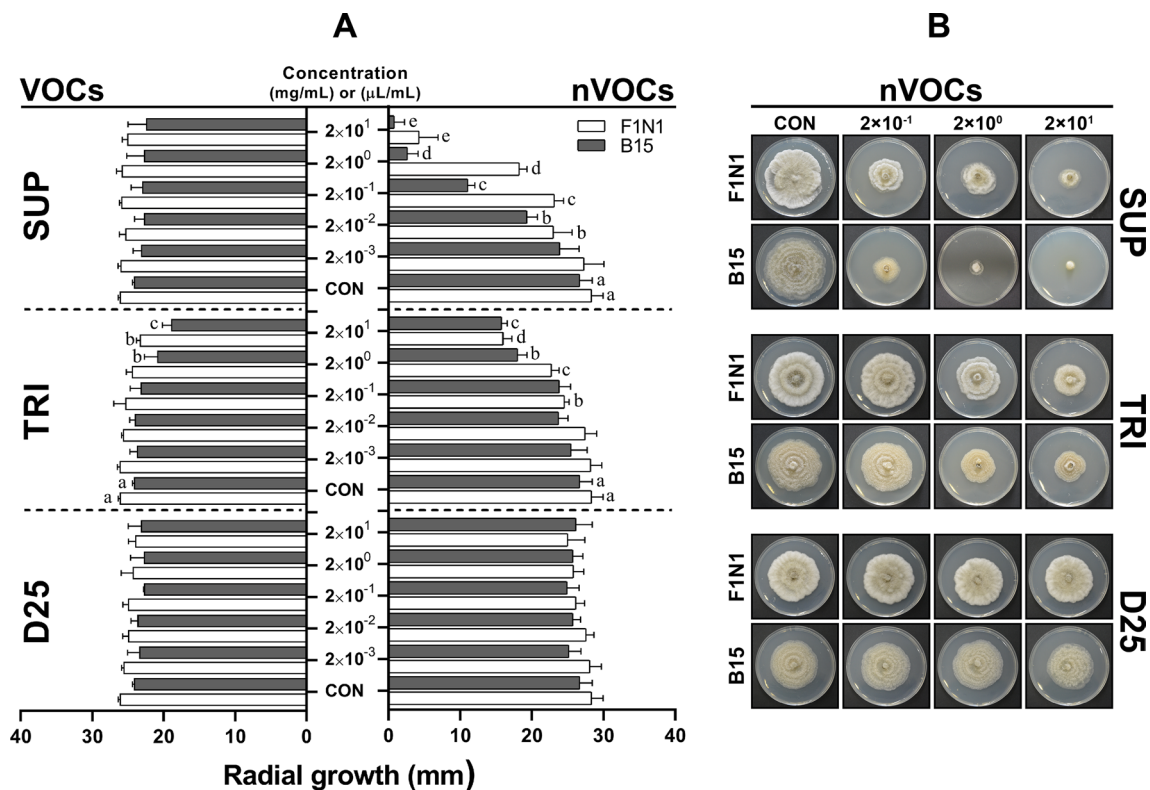 A
B
VOCs
Concentration
(mg/mL) or (µL/mL)
nVOCs
nVOCs
CON 2×10⁻¹ 2×10⁰ 2×10¹
F1N1
B15
SUP
2×10¹
e
e
2×10⁰
d
d
2×10⁻¹
c
c
2×10⁻²
b
b
2×10⁻³
CON
a
a
TRI
c
2×10¹
c
b
d
b
2×10⁰
b
c
2×10⁻¹
b
2×10⁻²
2×10⁻³
a
CON
a
a
a
D25
2×10¹
2×10⁰
2×10⁻¹
2×10⁻²
2×10⁻³
CON
40 30 20 10 0 0 10 20 30 40
Radial growth (mm)
F1N1
B15
SUP
F1N1
B15
TRI
F1N1
B15
D25